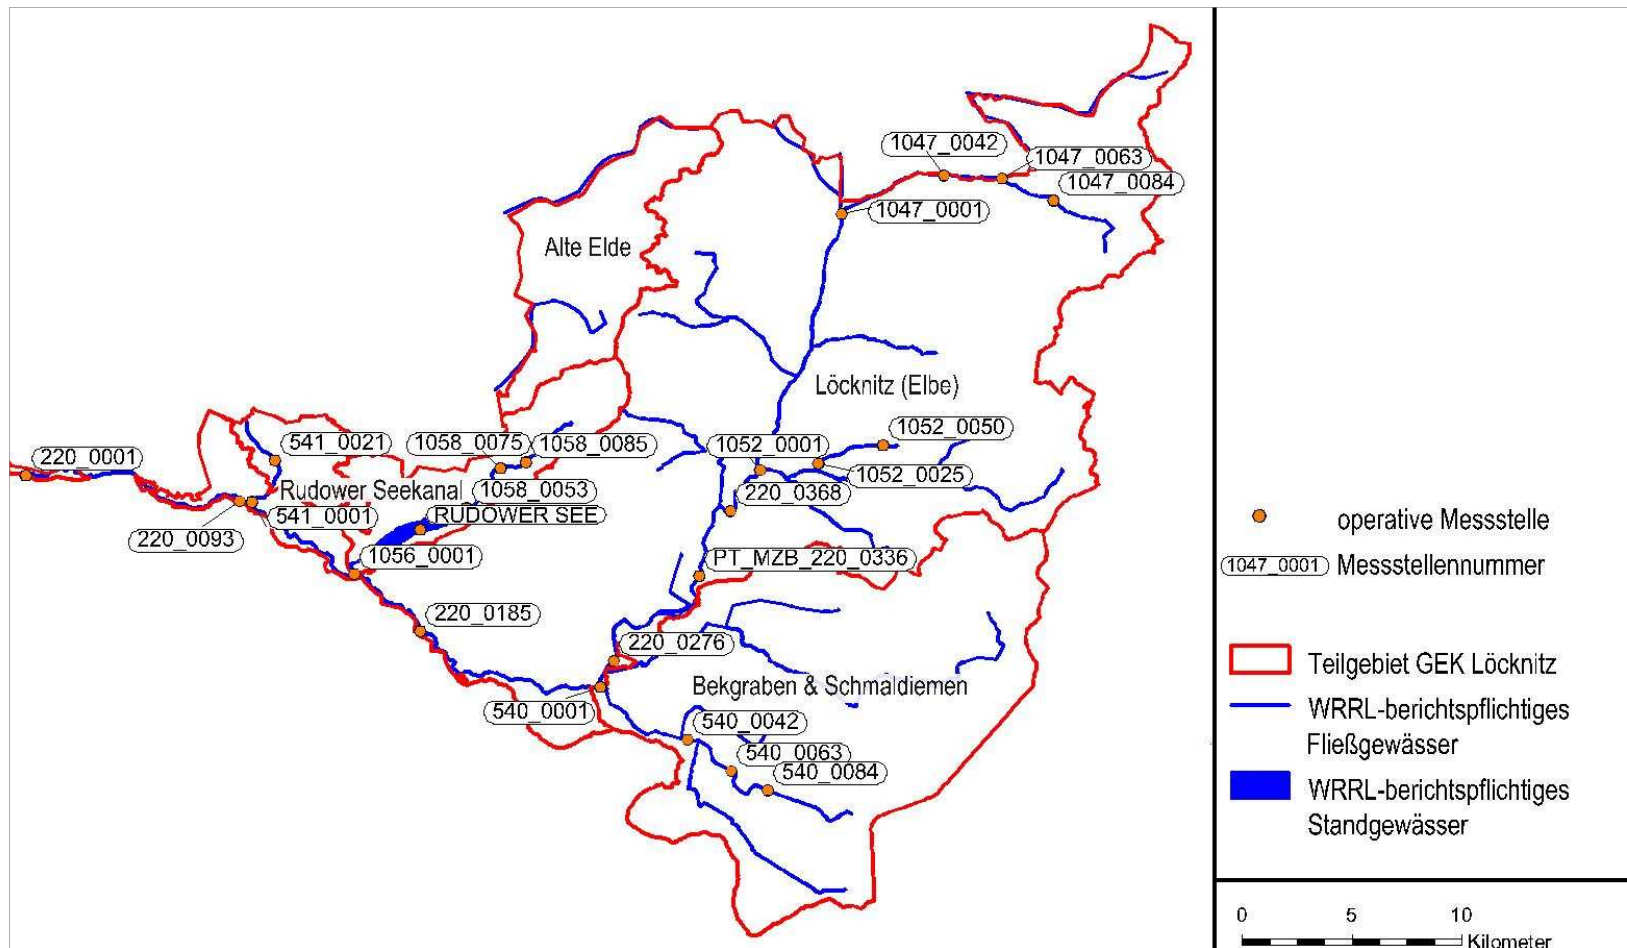 1047_0042
1047_0063
1047_0084
1047_0001
Alte Elde
Löcknitz (Elbe)
1052_0050
1052_0001
1052_0025
220_0368
1058_0075
1058_0085
1058_0053
541_0021
220_0001
Rudower Seekanal
RUDOWER SEE
541_0001
220_0093
1056_0001
PT_MZB_220_0336
220_0185
220_0276
Bekgraben & Schmaldiemen
540_0001
540_0042
540_0063
540_0084
operative Messstelle
1047_0001 Messstellennummer
Teilgebiet GEK Löcknitz
WRRL-berichtspflichtiges
Fließgewässer
WRRL-berichtspflichtiges
Standgewässer
0 5 10
Kilometer